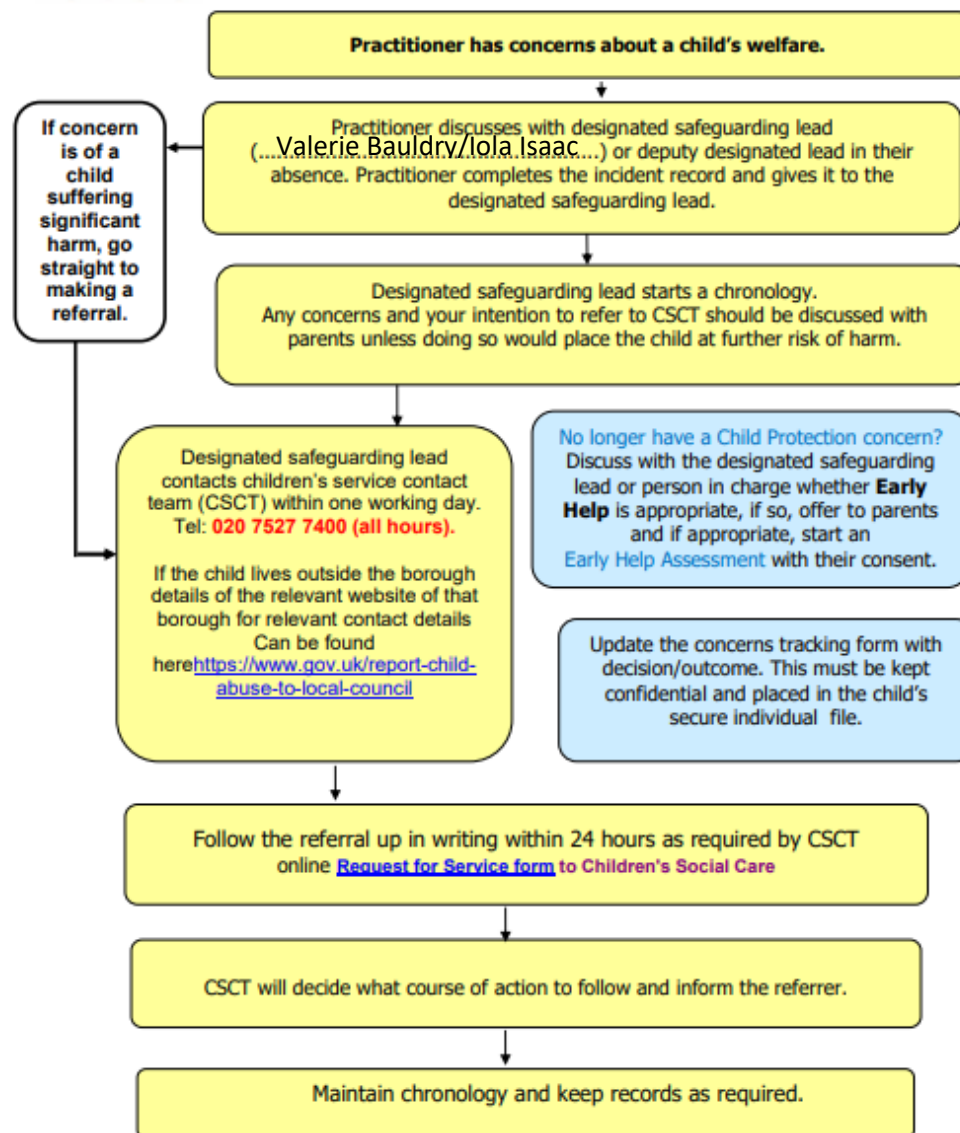 Practitioner has concerns about a child's welfare.
If concern
is of a
child
suffering
significant
harm, go
straight to
making a
referral.
Practitioner discusses with designated safeguarding lead
(....Valerie Bauldry/Iola Isaac....) or deputy designated lead in their
absence. Practitioner completes the incident record and gives it to the
designated safeguarding lead.
Designated safeguarding lead starts a chronology.
Any concerns and your intention to refer to CSCT should be discussed with
parents unless doing so would place the child at further risk of harm.
Designated safeguarding lead
contacts children's service contact
team (CSCT) within one working day.
Tel: 020 7527 7400 (all hours).
If the child lives outside the borough
details of the relevant website of that
borough for relevant contact details
Can be found
herehttps://www.gov.uk/report-child-
abuse-to-local-council
No longer have a Child Protection concern?
Discuss with the designated safeguarding
lead or person in charge whether Early
Help is appropriate, if so, offer to parents
and if appropriate, start an
Early Help Assessment with their consent.
Update the concerns tracking form with
decision/outcome. This must be kept
confidential and placed in the child's
secure individual file.
Follow the referral up in writing within 24 hours as required by CSCT
online Request for Service form to Children's Social Care
CSCT will decide what course of action to follow and inform the referrer.
Maintain chronology and keep records as required.